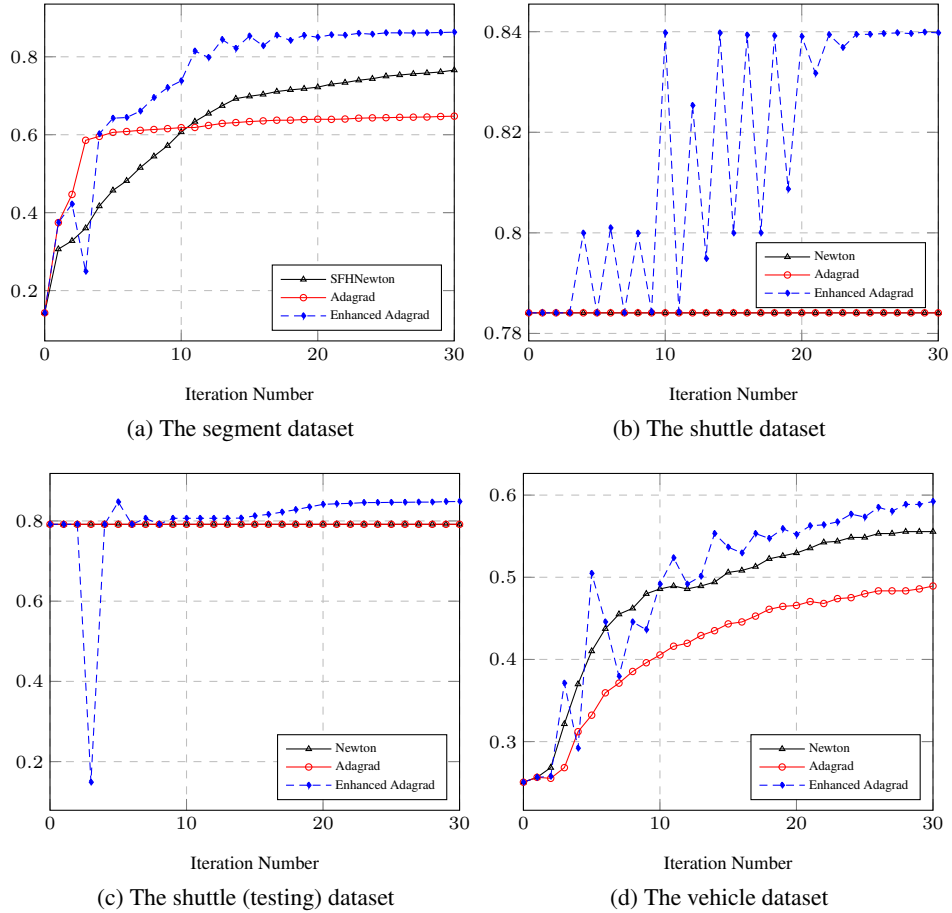 0.8
0.6
0.4
0.2
0
10
20
30
SFHNewton
Adagrad
Enhanced Adagrad
Iteration Number
(a) The segment dataset
0.84
0.82
0.8
0.78
0
10
20
30
Newton
Adagrad
Enhanced Adagrad
Iteration Number
(b) The shuttle dataset
0.8
0.6
0.4
0.2
0
10
20
30
Newton
Adagrad
Enhanced Adagrad
Iteration Number
(c) The shuttle (testing) dataset
0.6
0.5
0.4
0.3
0
10
20
30
Newton
Adagrad
Enhanced Adagrad
Iteration Number
(d) The vehicle dataset